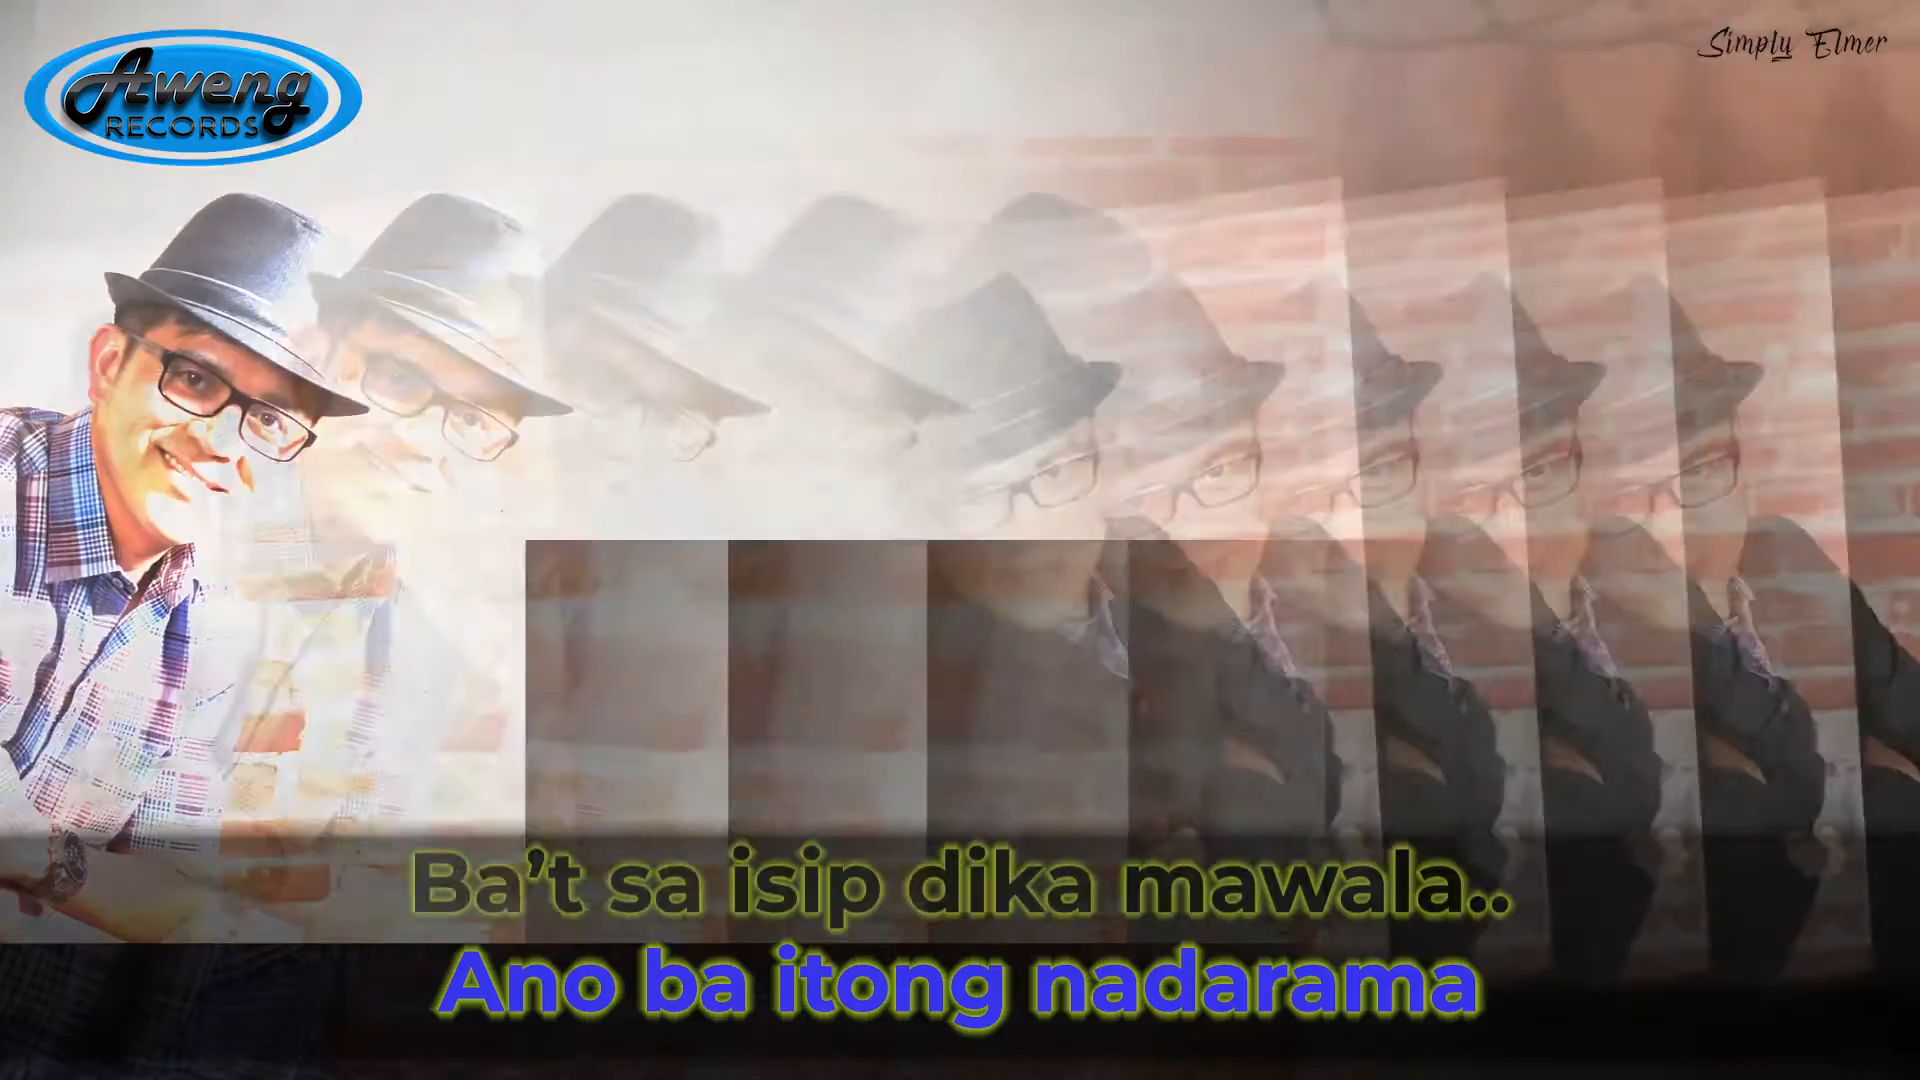 Aweng
RECORDS
Simply Elmer
Ba’t sa isip dika mawala..
Ano ba itong nadarama